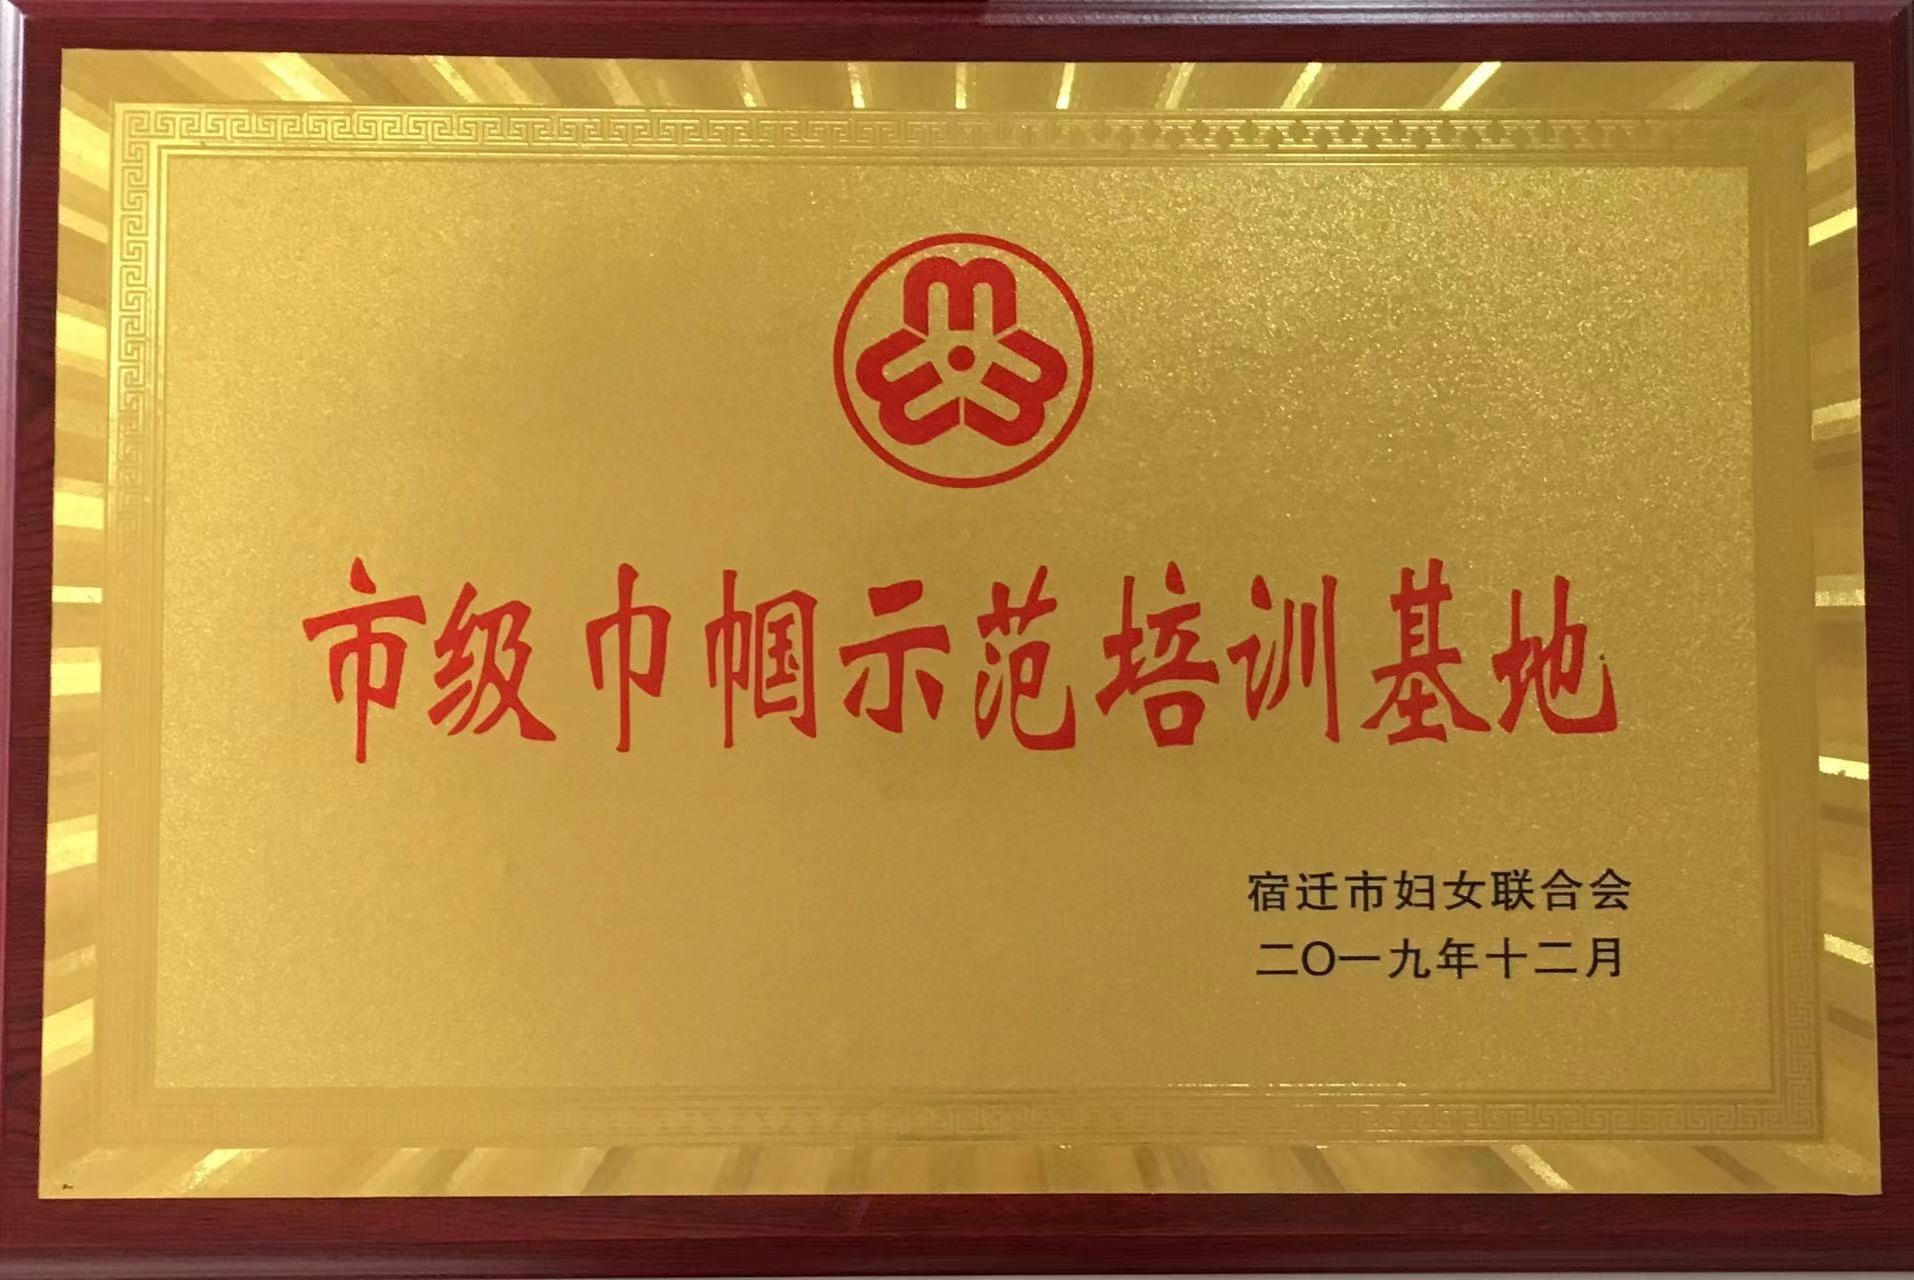 市级巾帼示范培训基地
宿迁市妇女联合会
二〇一九年十二月